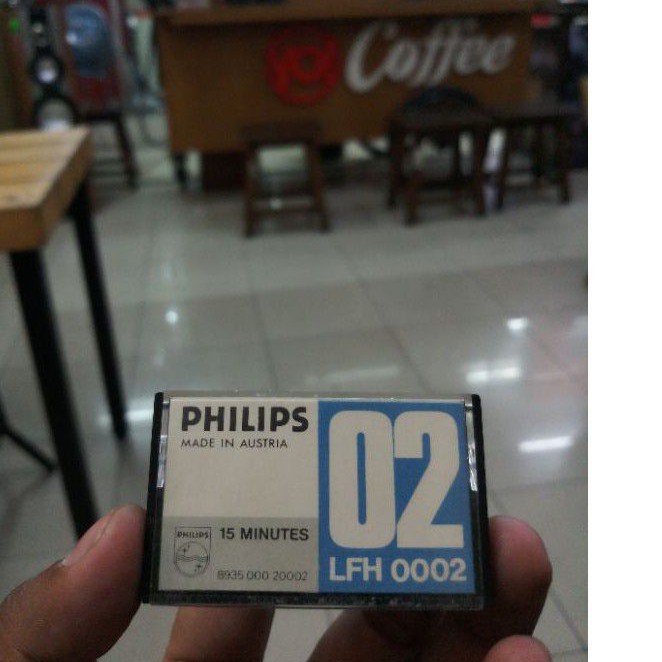 Coffee
PHILIPS
MADE IN AUSTRIA
02
PHILIPS
15 MINUTES
8935 000 20002
LFH 0002